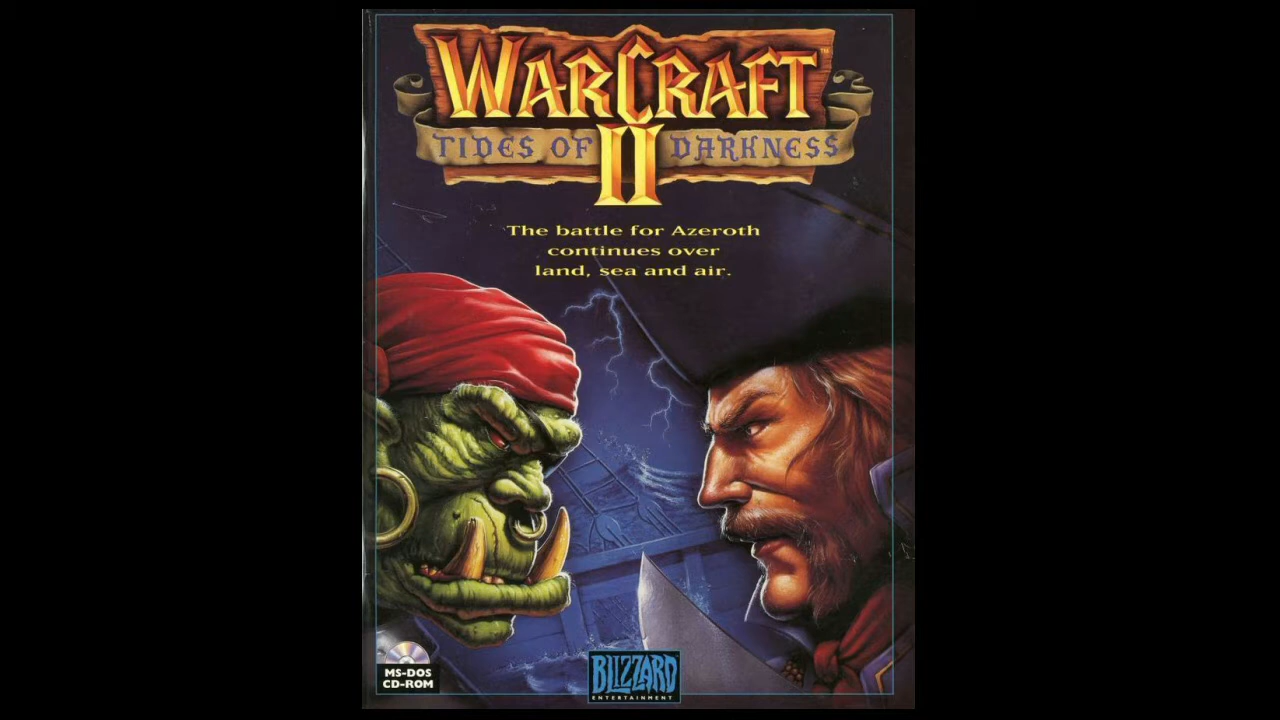 WARCRAFT™
TIDES OF II DARKNESS
The battle for Azeroth
continues over
land, sea and air.
MS-DOS
CD-ROM
BLIZZARD
ENTERTAINMENT